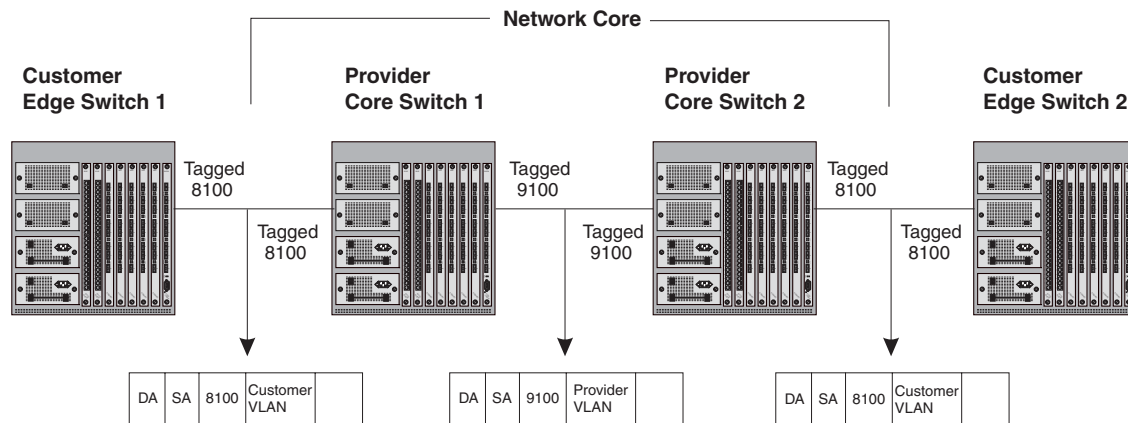 Network Core
Customer
Edge Switch 1
Provider
Core Switch 1
Provider
Core Switch 2
Customer
Edge Switch 2
Tagged
8100
Tagged
8100
Tagged
9100
Tagged
9100
Tagged
8100
Tagged
8100
DA SA 8100 Customer
VLAN
DA SA 9100 Provider
VLAN
DA SA 8100 Customer
VLAN